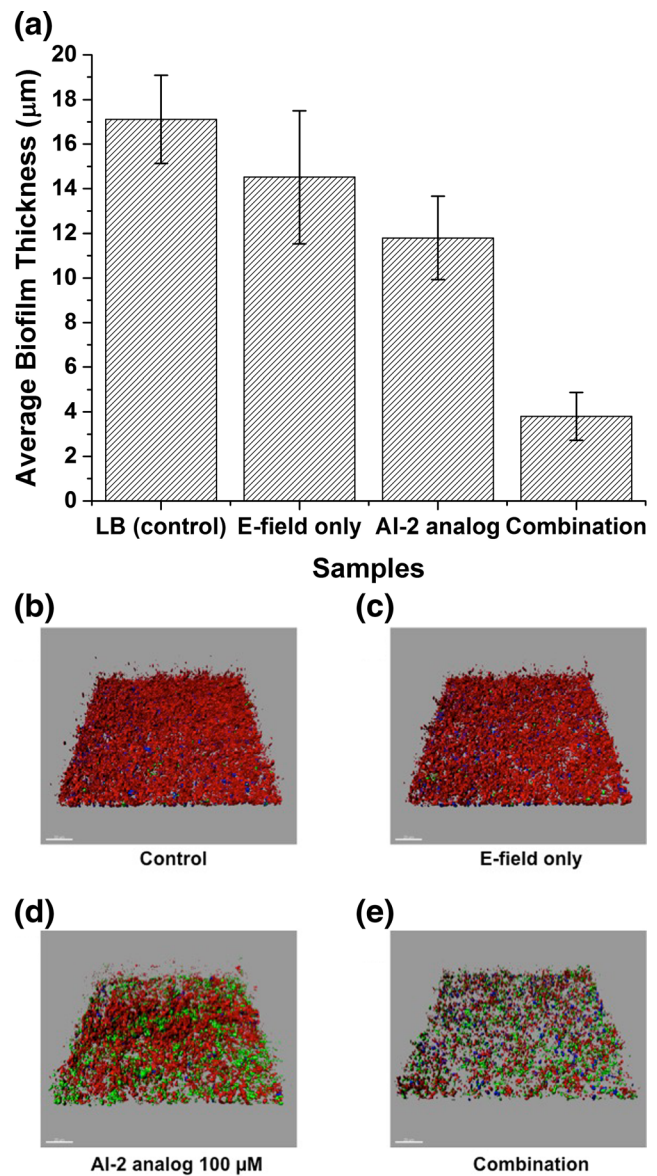 (a)
Average Biofilm Thickness (μm)
20
18
16
14
12
10
8
6
4
2
0
LB (control) E-field only AI-2 analog Combination
Samples
(b) (c)
Control E-field only
(d) (e)
AI-2 analog 100 μM Combination